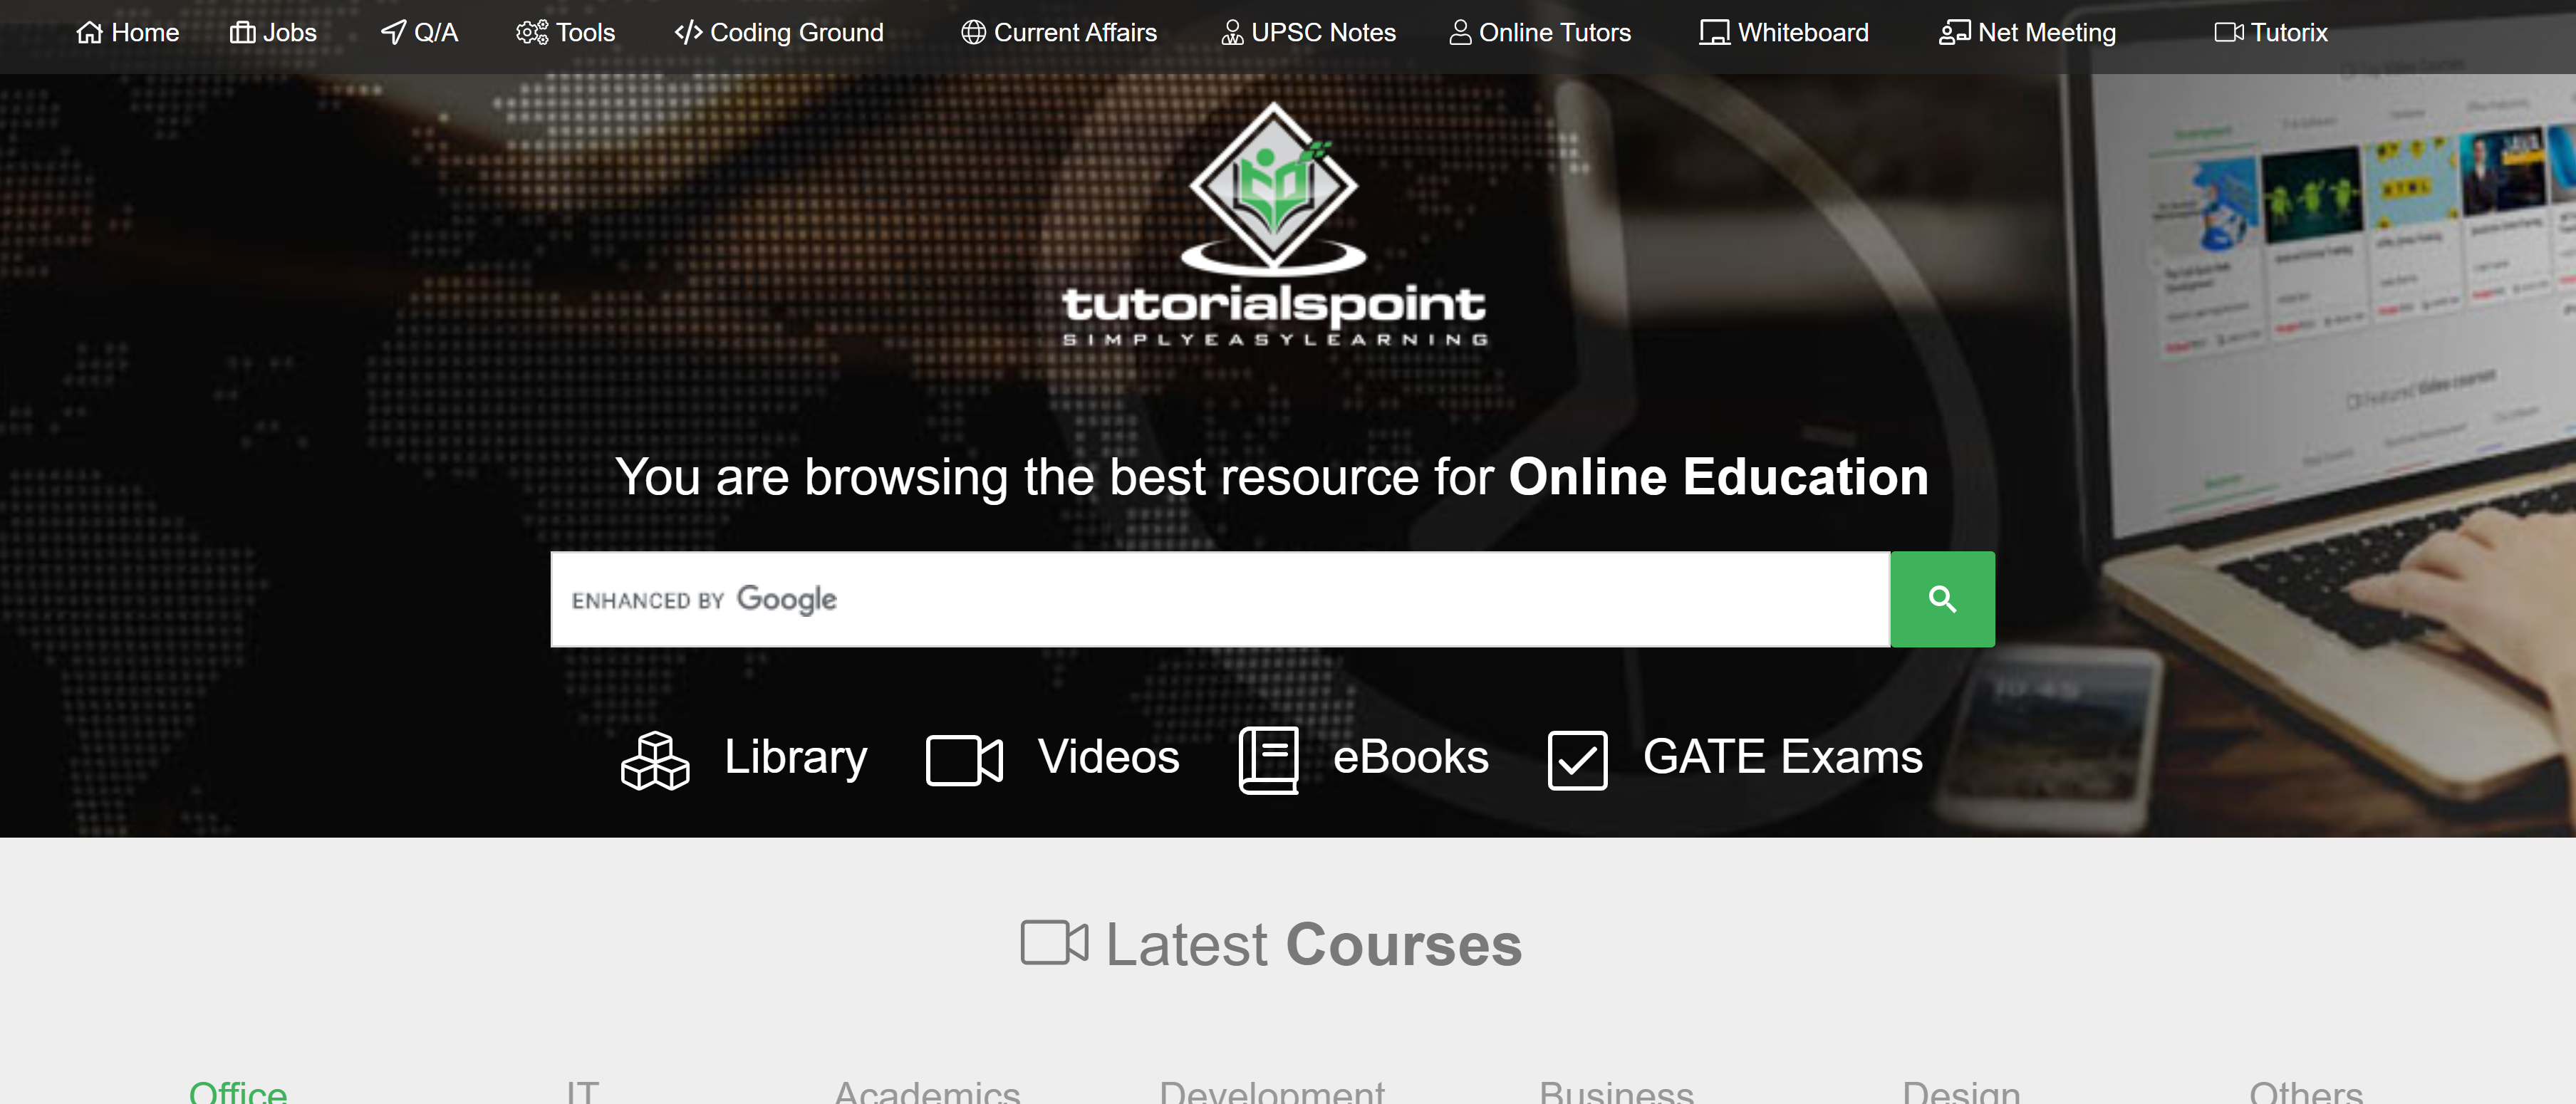 Home Jobs Q/A Tools Coding Ground Current Affairs UPSC Notes Online Tutors Whiteboard Net Meeting Tutorix
tutorialspoint
SIMPLYEASYLEARNING
You are browsing the best resource for Online Education
ENHANCED BY Google
Library Videos eBooks GATE Exams
Latest Courses
Office IT Academics Development Business Design Others